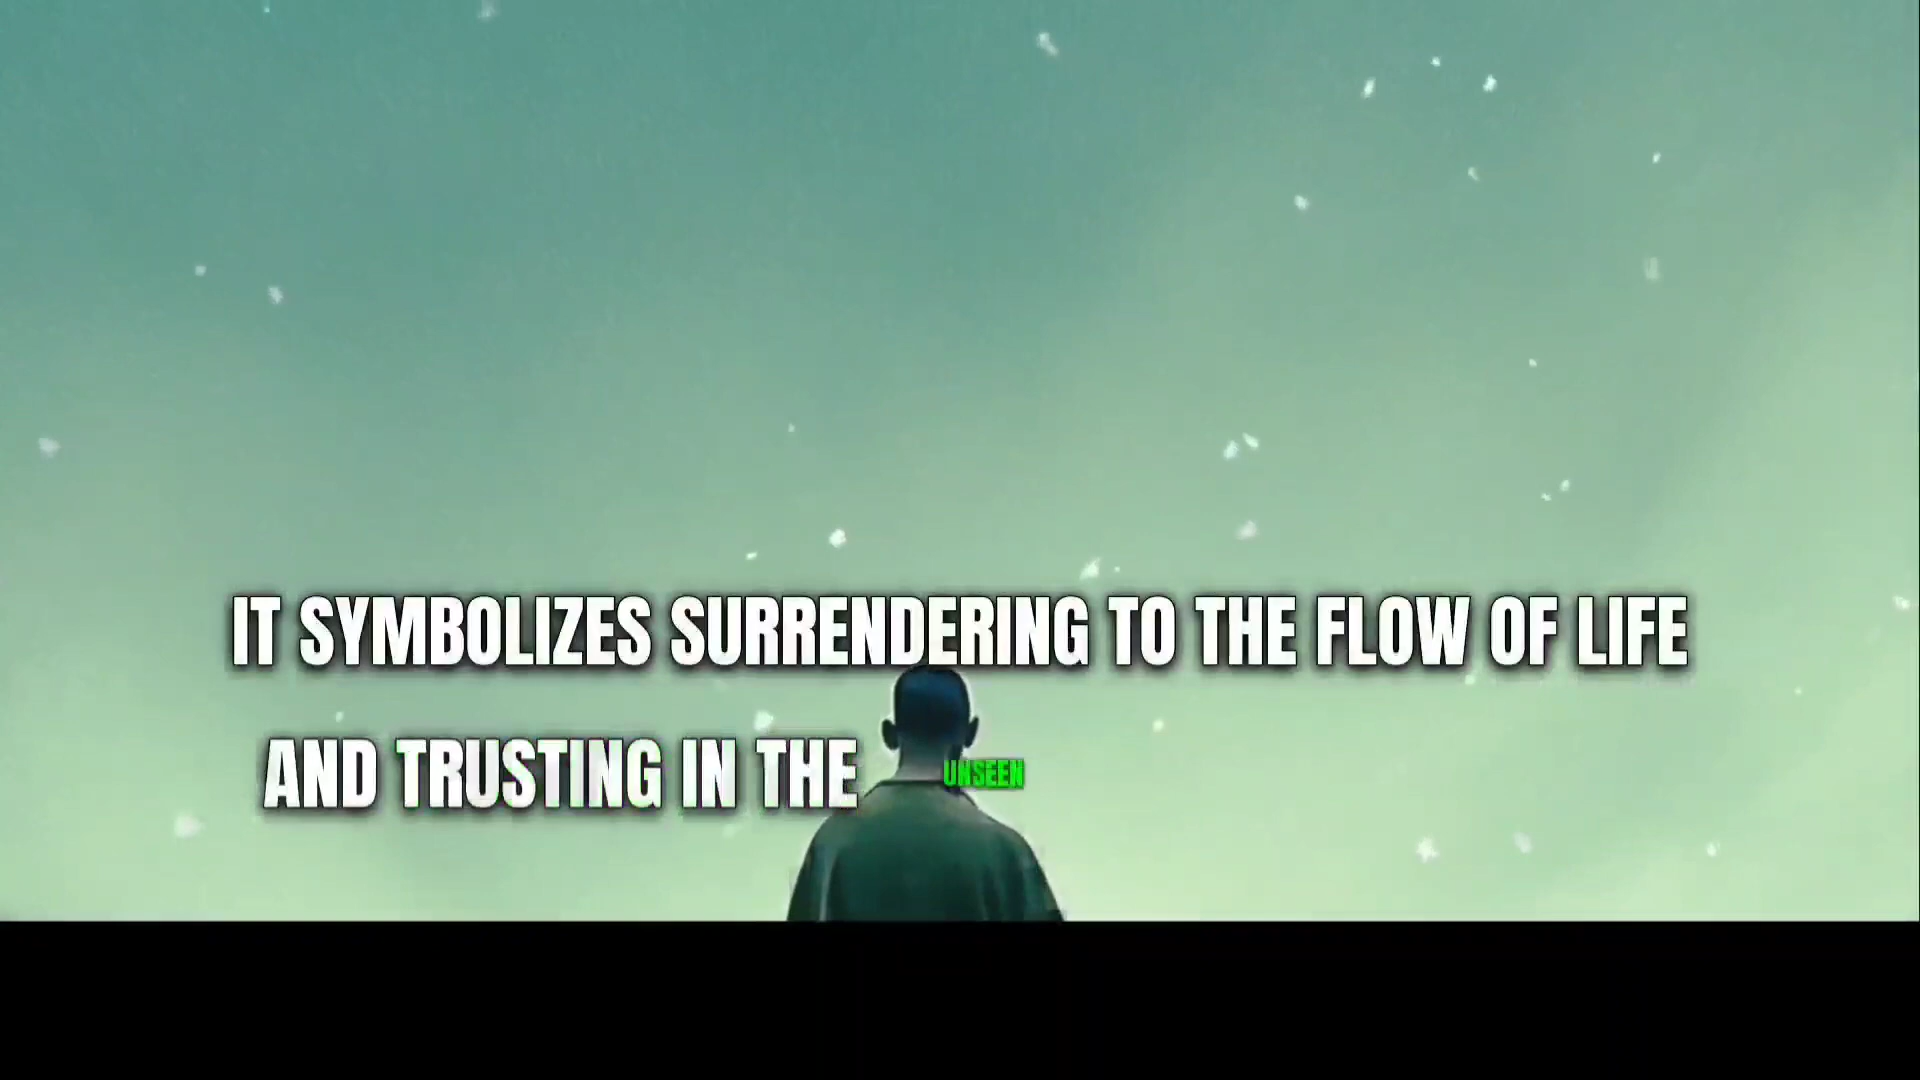 IT SYMBOLIZES SURRENDERING TO THE FLOW OF LIFE
AND TRUSTING IN THE UNSEEN